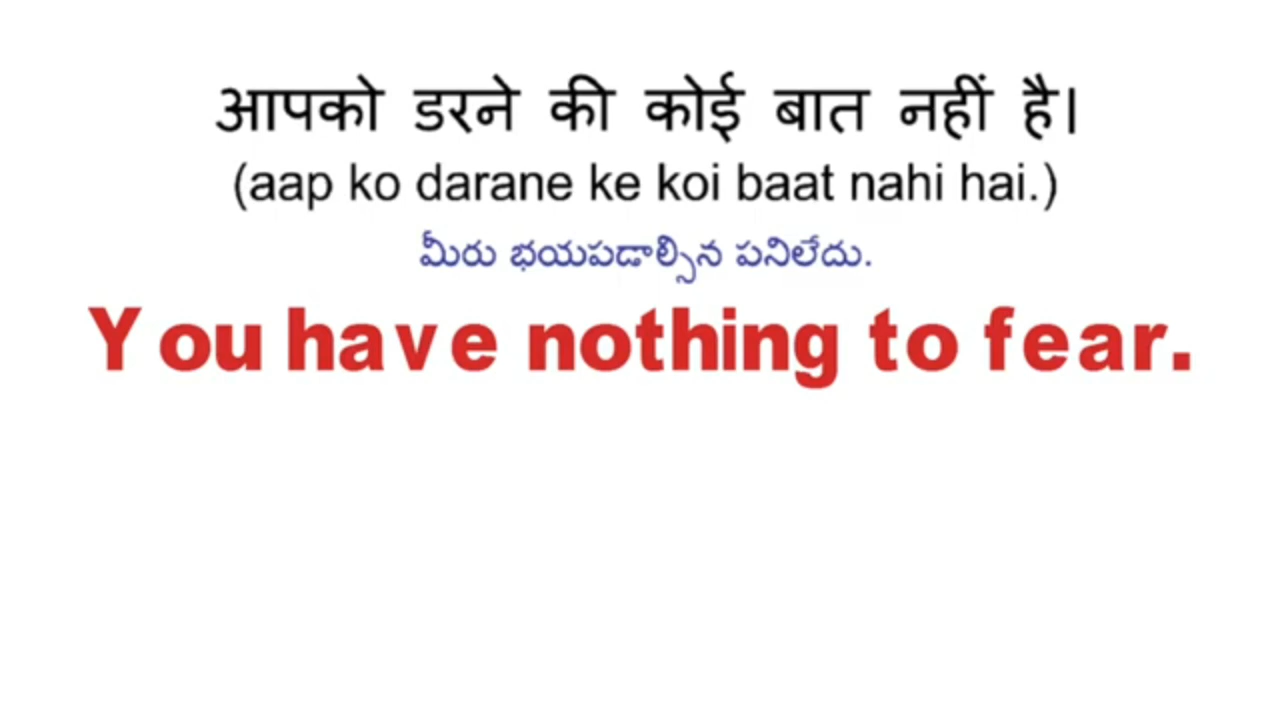 आपको डरने की कोई बात नहीं है।
(aap ko darane ke koi baat nahi hai.)
మీరు భయపడాల్సిన పనిలేదు.
You have nothing to fear.